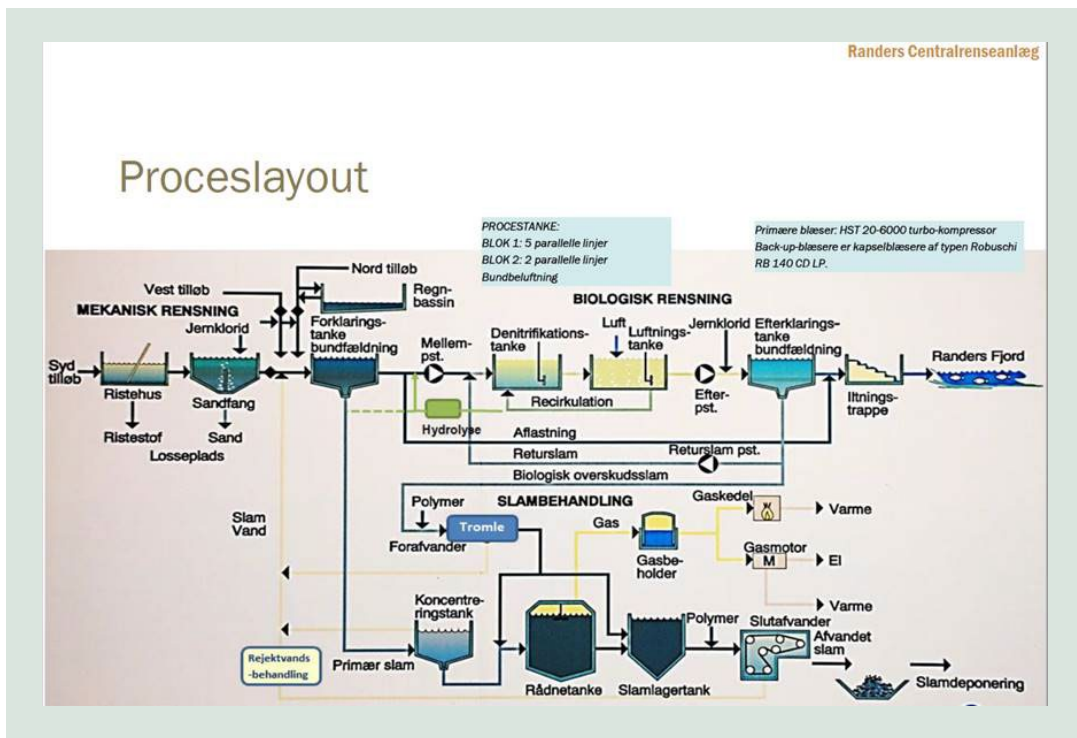 Randers Centralrenseanlæg
Proceslayout
PROCESTANKE:
BLOK 1: 5 parallelle linjer
BLOK 2: 2 parallelle linjer
Bundbeluftning
Primære blæser: HST 20-6000 turbo-kompressor
Back-up-blæsere er kapselblæsere af typen Robuschi
RB 140 CD LP.
Nord tilløb
Vest tilløb
Regn-
bassin
MEKANISK RENSNING
BIOLOGISK RENSNING
Jernklorid
Forklarings-
tanke
bundfældning
Mellem-
pst.
Denitrifikations-
tanke
Luft
Luftnings-
tanke
Jernklorid
Efterklarings-
tanke
bundfældning
Randers Fjord
Syd
tilløb
Ristehus
Sandfang
Recirkulation
Efter-
pst.
Iltnings-
trappe
Hydrolyse
Ristestof
Sand
Losseplads
Aflastning
Returslam
Returslam pst.
Biologisk overskudsslam
Polymer
SLAMBEHANDLING
Gaskedel
Varme
Slam
Vand
Tromle
Gas
Forafvander
Gasbe-
holder
Gasmotor
M
El
Varme
Koncentre-
ringstank
Polymer
Slutafvander
Afvandet
slam
Rejektvands
-behandling
Primær slam
Rådnetanke
Slamlagertank
Slamdeponering